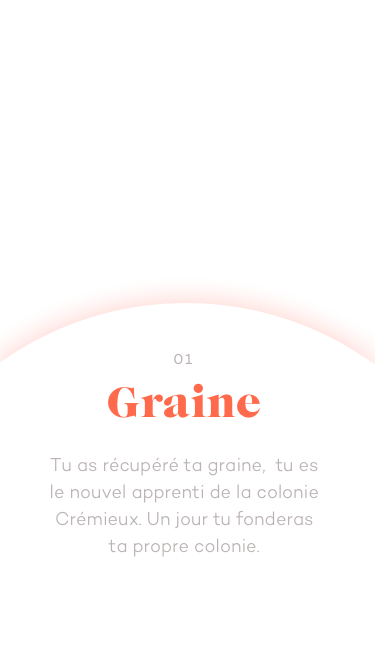 01
Graine
Tu as récupéré ta graine,  tu es
le nouvel apprenti de la colonie
Crémieux. Un jour tu fonderas
ta propre colonie.